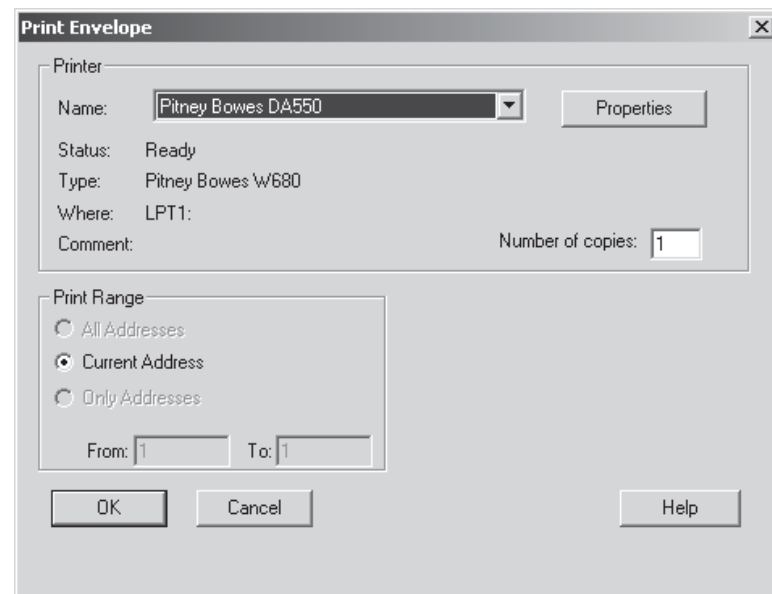 Print Envelope
Printer
Name: Pitney Bowes DA550 Properties
Status: Ready
Type: Pitney Bowes W680
Where: LPT1:
Comment: Number of copies: 1
Print Range
All Addresses
Current Address
Only Addresses
From: 1 To: 1
OK Cancel Help